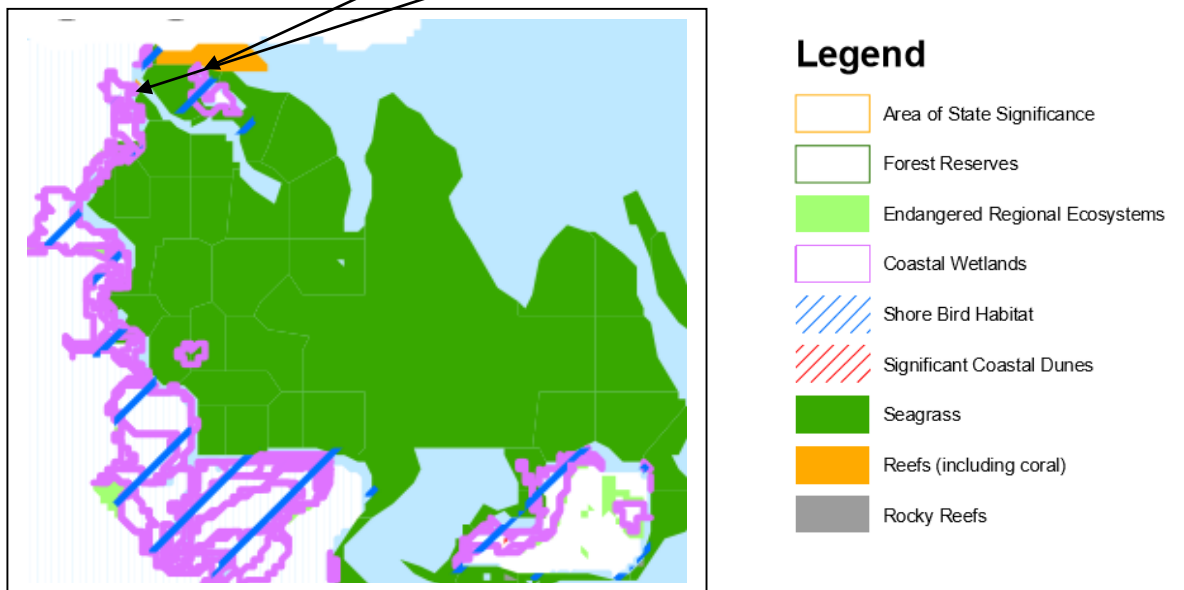 Legend
Area of State Significance
Forest Reserves
Endangered Regional Ecosystems
Coastal Wetlands
Shore Bird Habitat
Significant Coastal Dunes
Seagrass
Reefs (including coral)
Rocky Reefs